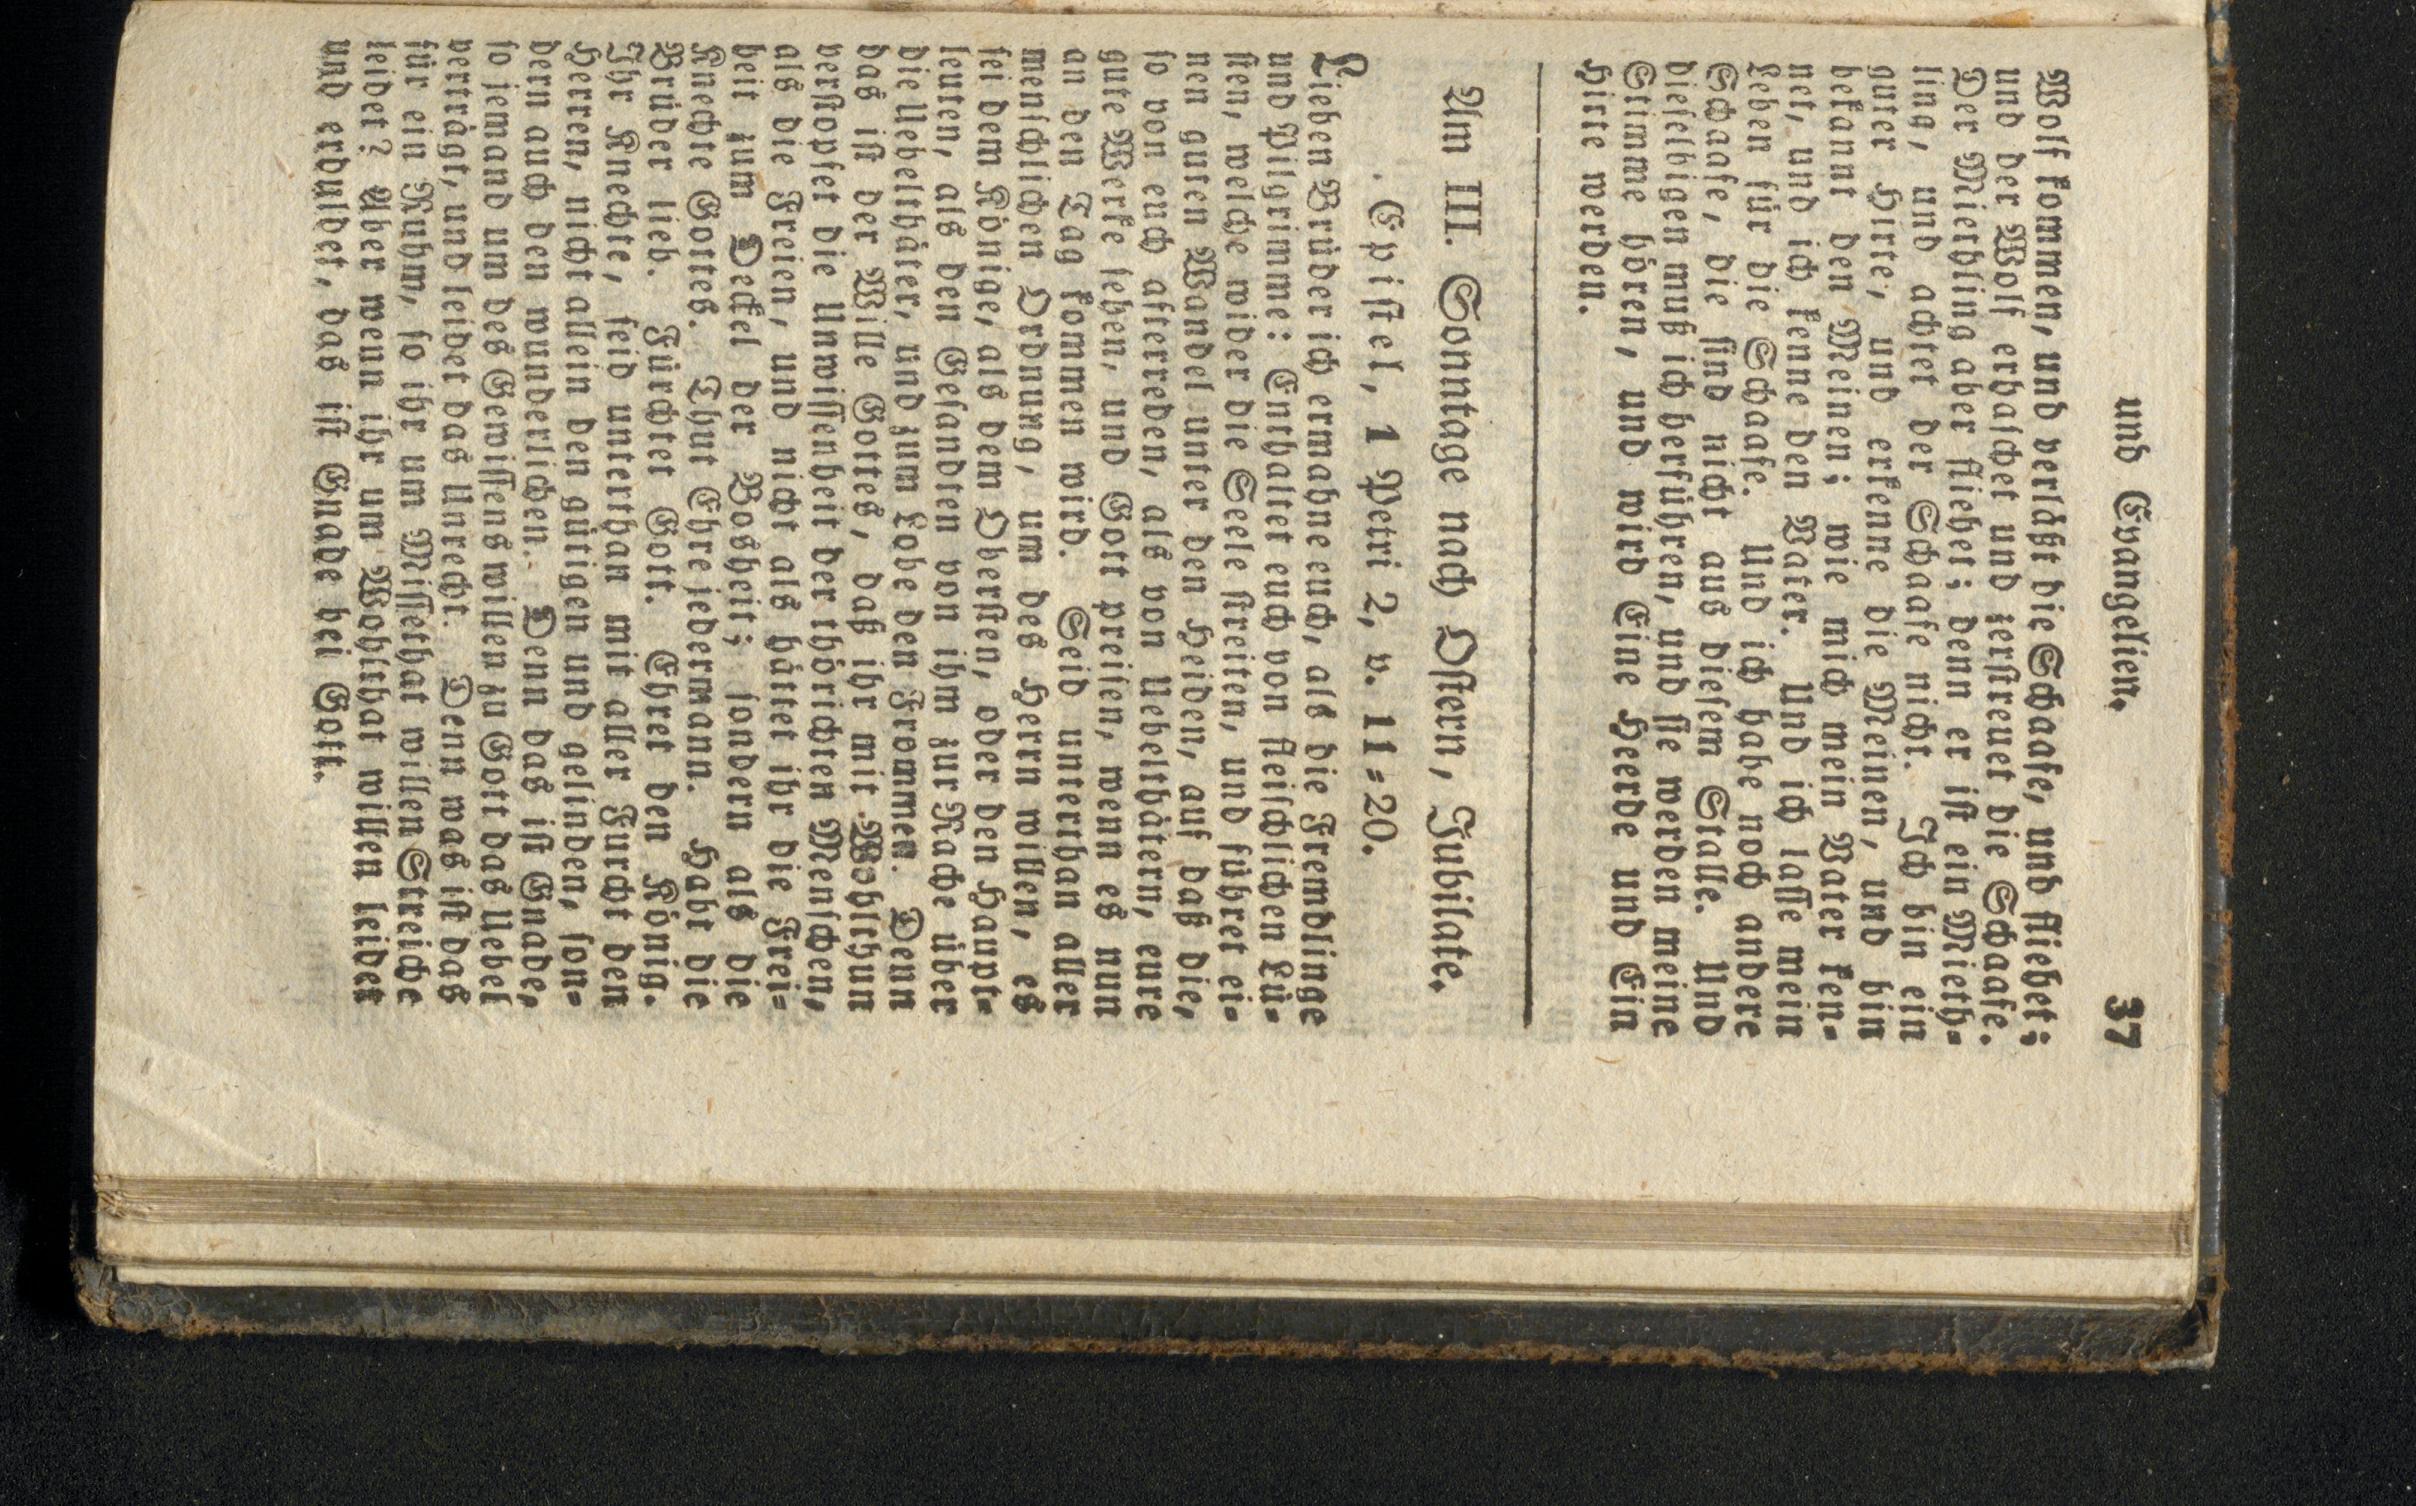 und Evangelien. 37
Wolf kommen, und verläßt die Schaafe, und fliehet;
und der Wolf erhaschet und zerstreuet die Schaafe.
Der Miethling aber fliehet; denn er ist ein Mieth-
ling, und achtet der Schaafe nicht. Ich bin ein
guter Hirte, und erkenne die Meinen, und bin
bekannt den Meinen; wie mich mein Vater ken-
net, und ich kenne den Vater. Und ich lasse mein
Leben für die Schaafe. Und ich habe noch andere
Schaafe, die sind nicht aus diesem Stalle. Und
dieselbigen muß ich herführen, und sie werden meine
Stimme hören, und wird Eine Heerde und Ein
Hirte werden.
Am III. Sonntage nach Ostern, Jubilate.
Epistel, 1 Petri 2, v. 11-20.
Lieben Brüder ich ermahne euch, als die Fremdlinge
und Pilgrimme: Enthaltet euch von fleischlichen Lü-
sten, welche wider die Seele streiten, und führet ei-
nen guten Wandel unter den Heiden, auf daß die,
so von euch afterreden, als von Uebelthätern, eure
gute Werke sehen, und Gott preisen, wenn es nun
an den Tag kommen wird. Seid unterthan aller
menschlichen Ordnung, um des Herrn willen, es
sei dem Könige, als dem Obersten, oder den Haupt-
leuten, als den Gesandten von ihm zur Rache über
die Uebelthäter, und zum Lobe den Frommen. Denn
das ist der Wille Gottes, daß ihr mit Wohlthun
verstopfet die Unwissenheit der thörichten Menschen,
als die Freien, und nicht als hättet ihr die Frei-
heit zum Deckel der Bosheit; sondern als die
Knechte Gottes. Thut Ehre jedermann. Habt die
Brüder lieb. Fürchtet Gott. Ehret den König.
Ihr Knechte, seid unterthan mit aller Furcht den
Herren, nicht allein den gütigen und gelinden, son-
dern auch den wunderlichen. Denn das ist Gnade,
so jemand um des Gewissens willen zu Gott das Uebel
verträgt, und leidet das Unrecht. Denn was ist das
für ein Ruhm, so ihr um Missethat willen Streiche
leidet? Aber wenn ihr um Wohlthat willen leidet
und erduldet, das ist Gnade bei Gott.